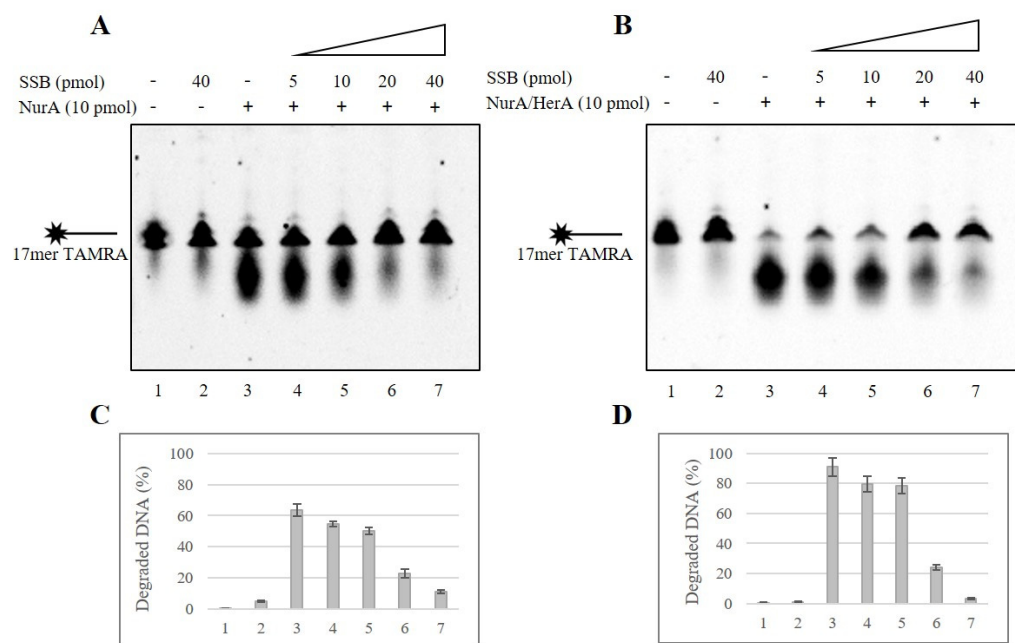 A
SSB (pmol) - 40 - 5 10 20 40
NurA (10 pmol) - - + + + + +
17mer TAMRA
1 2 3 4 5 6 7
B
SSB (pmol) - 40 - 5 10 20 40
NurA/HerA (10 pmol) - - + + + + +
17mer TAMRA
1 2 3 4 5 6 7
C
Degraded DNA (%)
100
80
60
40
20
0
1 2 3 4 5 6 7
D
Degraded DNA (%)
100
80
60
40
20
0
1 2 3 4 5 6 7